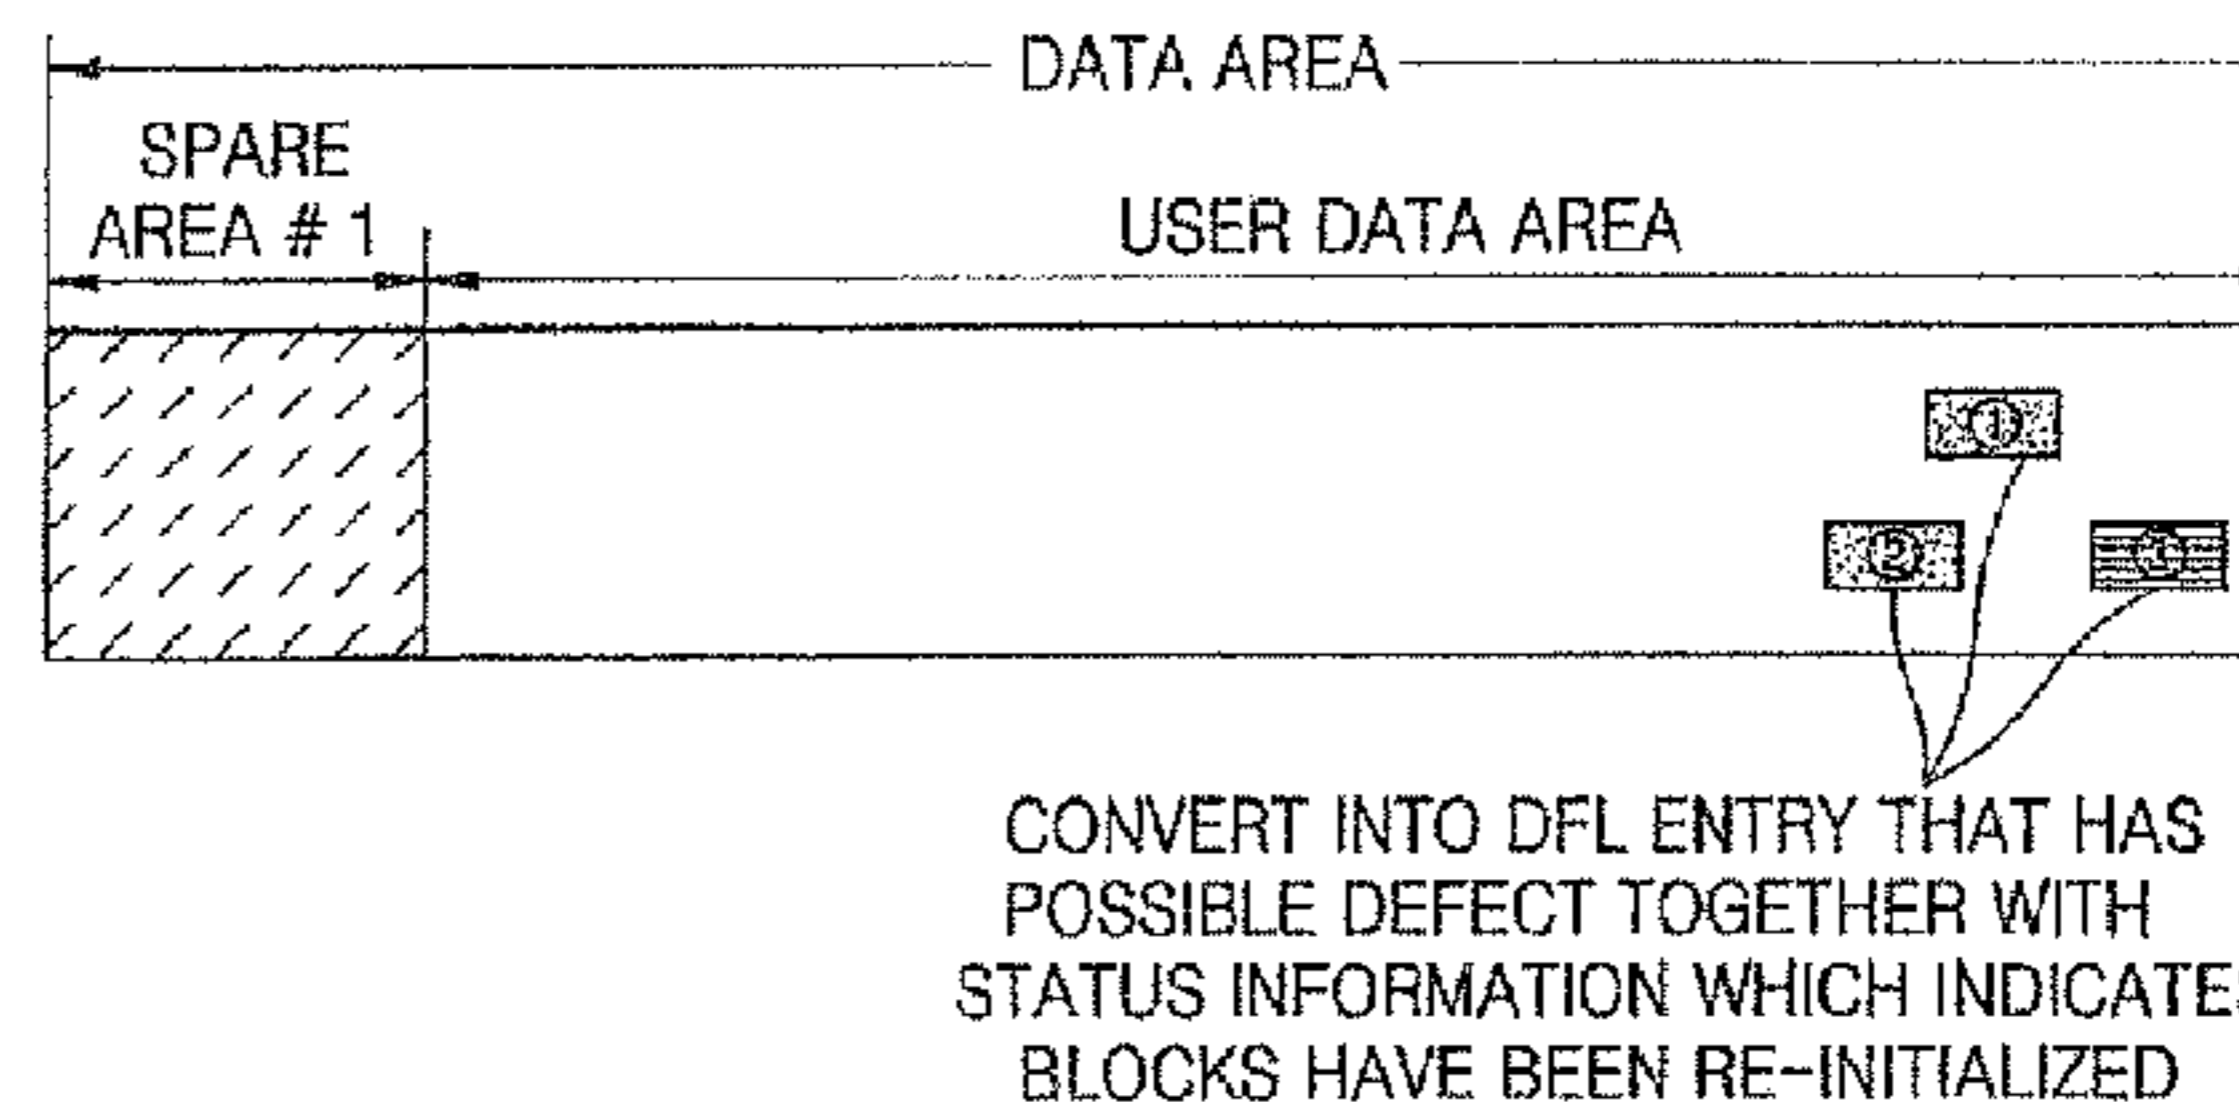 DATA AREA
SPARE
AREA # 1
USER DATA AREA
①
②
CONVERT INTO DFL ENTRY THAT HAS
POSSIBLE DEFECT TOGETHER WITH
STATUS INFORMATION WHICH INDICATE
BLOCKS HAVE BEEN RE-INITIALIZED